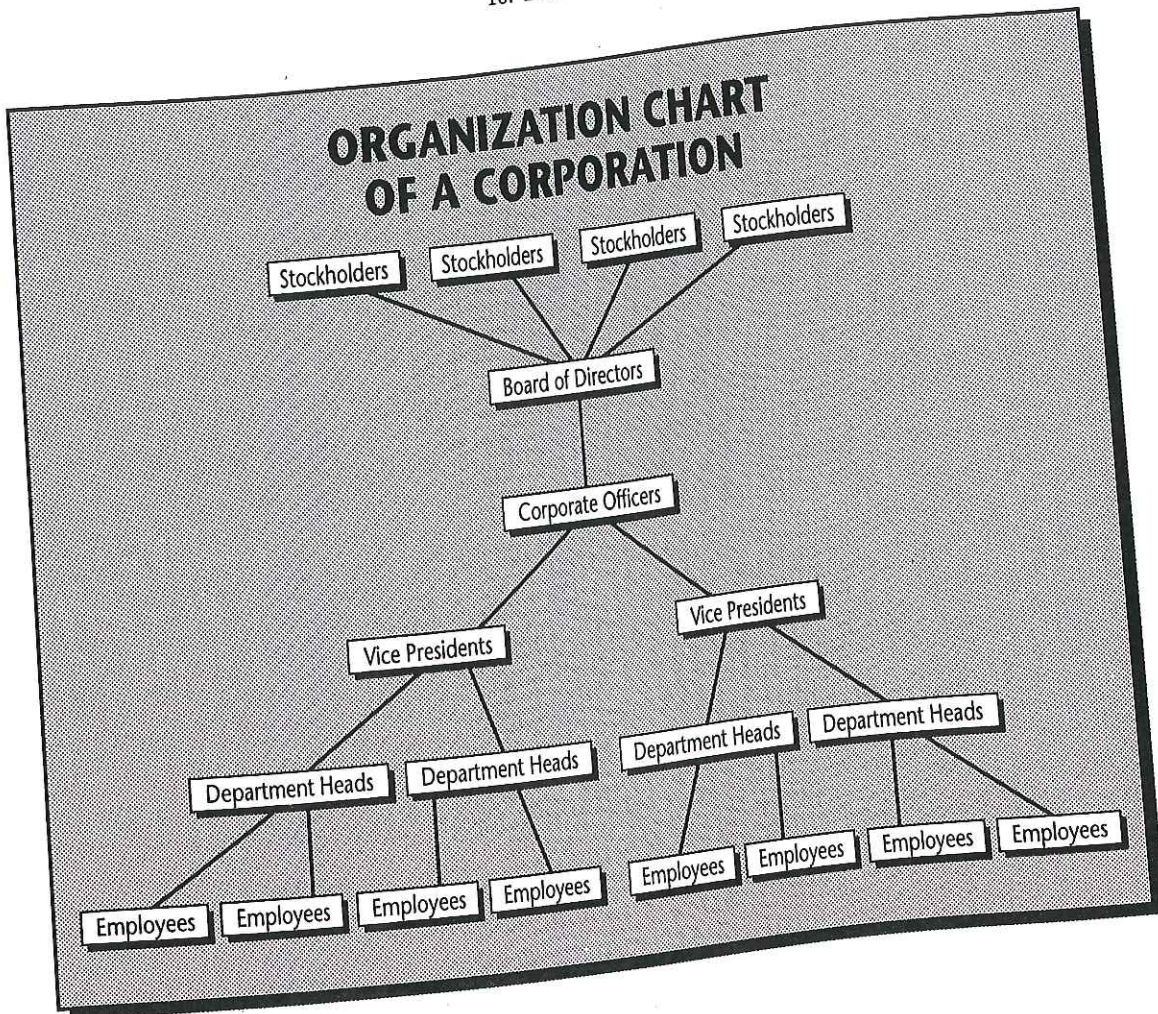 ORGANIZATION CHART
OF A CORPORATION
Stockholders
Stockholders
Stockholders
Stockholders
Board of Directors
Corporate Officers
Vice Presidents
Vice Presidents
Department Heads
Department Heads
Department Heads
Department Heads
Employees
Employees
Employees
Employees
Employees
Employees
Employees
Employees